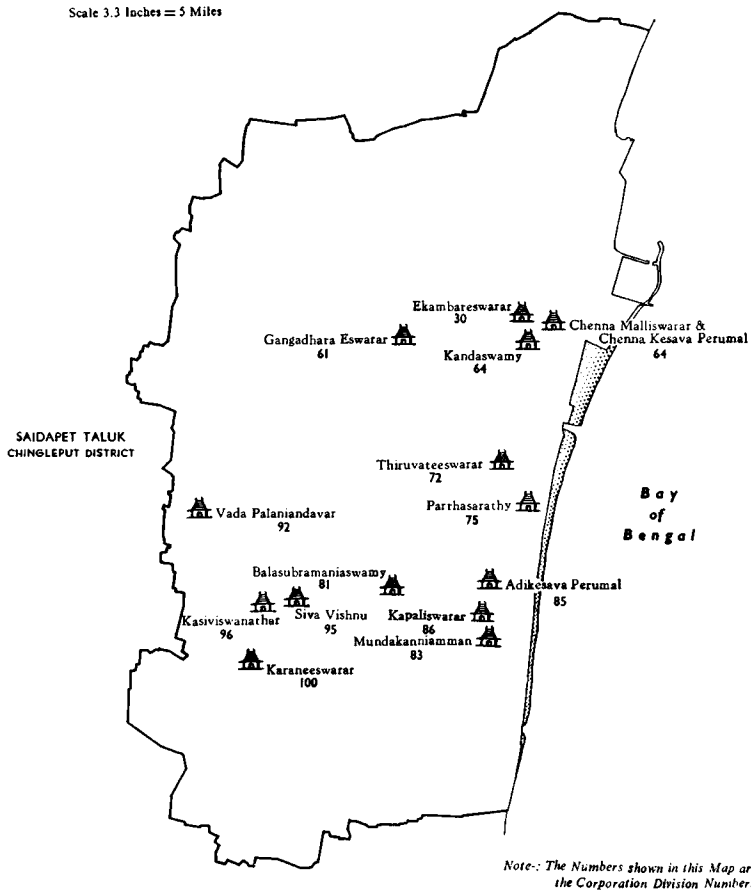 Scale 3.3 Inches = 5 Miles
Ekambareswarar
30
Chenna Malliswarar &
Chenna Kesava Perumal
64
Gangadhara Eswarar
61
Kandaswamy
64
SAIDAPET TALUK
CHINGLEPUT DISTRICT
Thiruvateeswarar
72
Parthasarathy
75
Bay
of
Bengal
Vada Palaniandavar
92
Balasubramaniaswamy
81
Adikesava Perumal
85
Siva Vishnu
95
Kasiviswanathar
96
Kapaliswarar
86
Mundakanniamman
83
Karaneeswarar
100
Note-: The Numbers shown in this Map ar
the Corporation Division Number